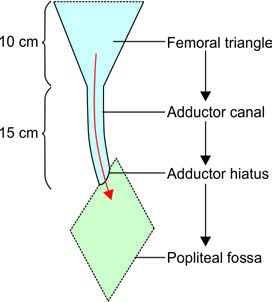 10 cm
Femoral triangle
15 cm
Adductor canal
Adductor hiatus
Popliteal fossa